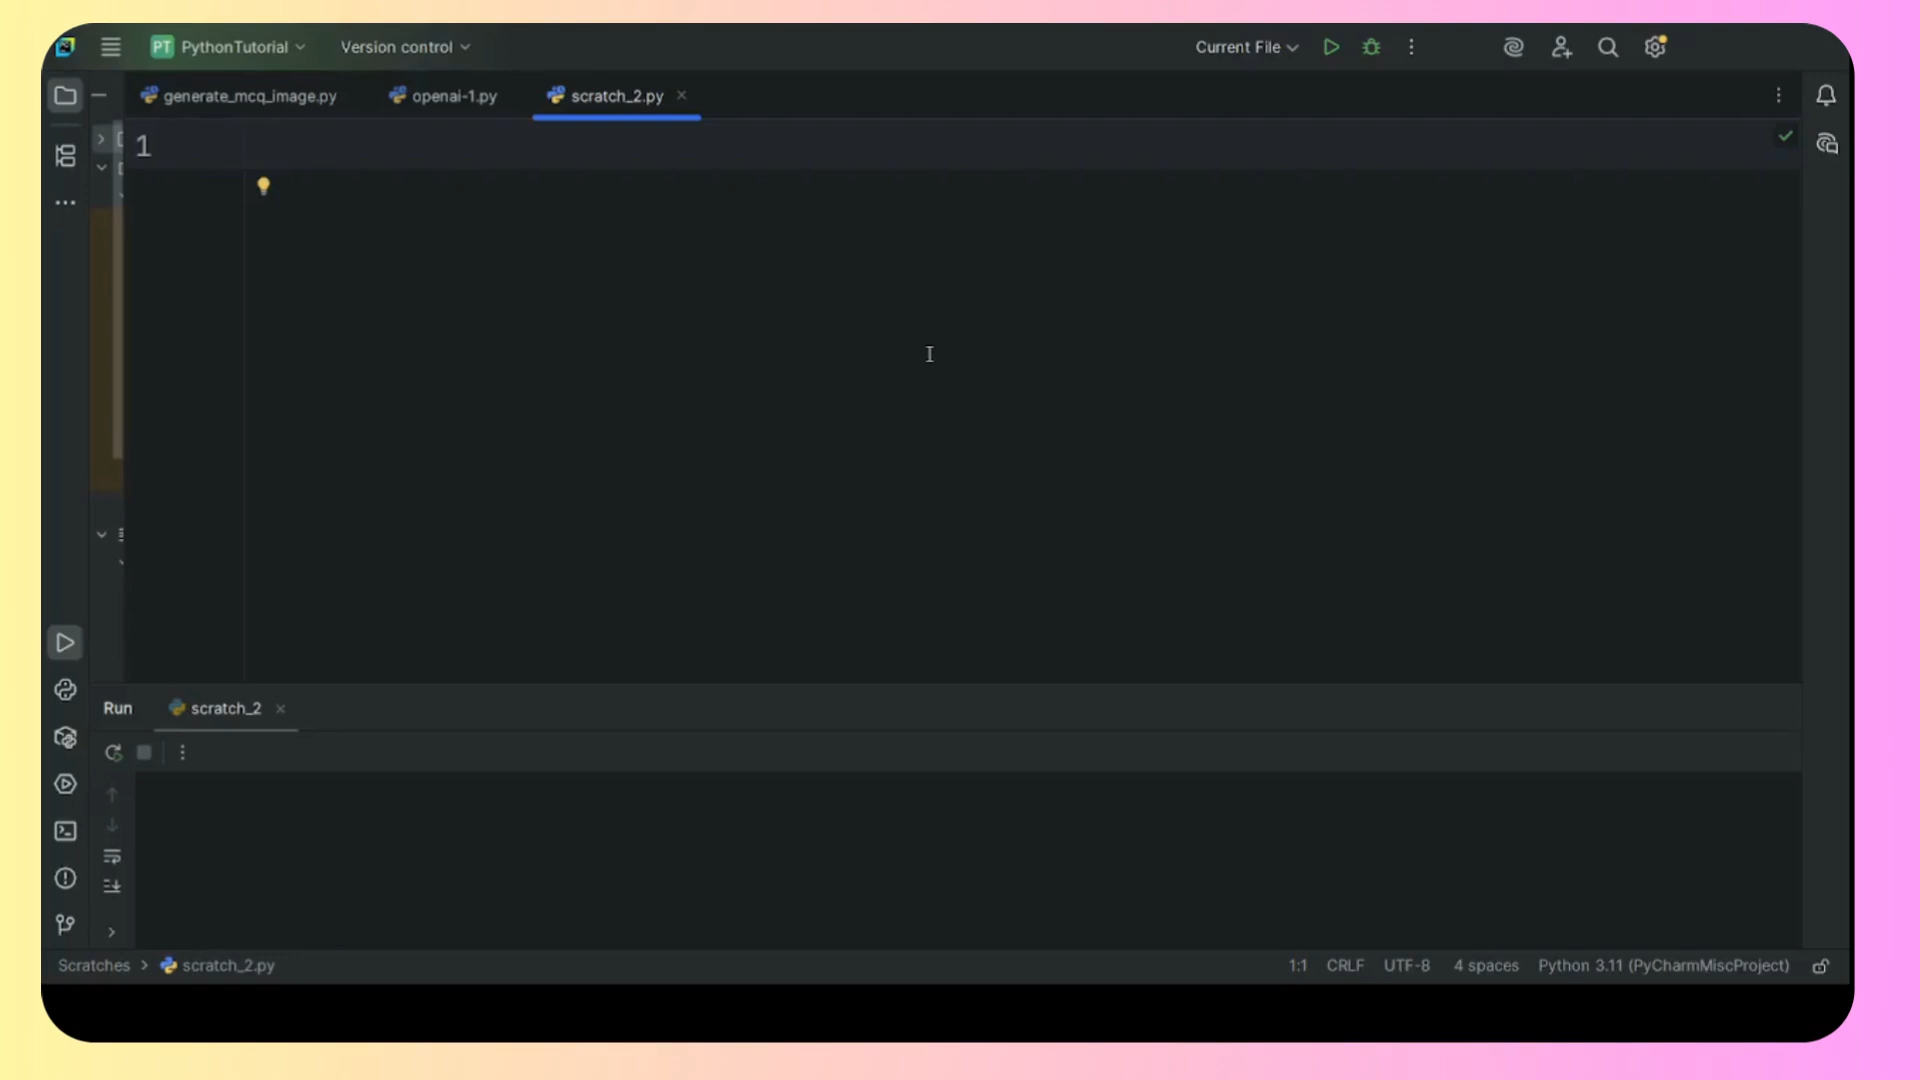 PT PythonTutorial Version control Current File
generate_mcq_image.py openai-1.py scratch_2.py
1
Run scratch_2
Scratches > scratch_2.py 1:1 CRLF UTF-8 4 spaces Python 3.11 (PyCharmMiscProject)